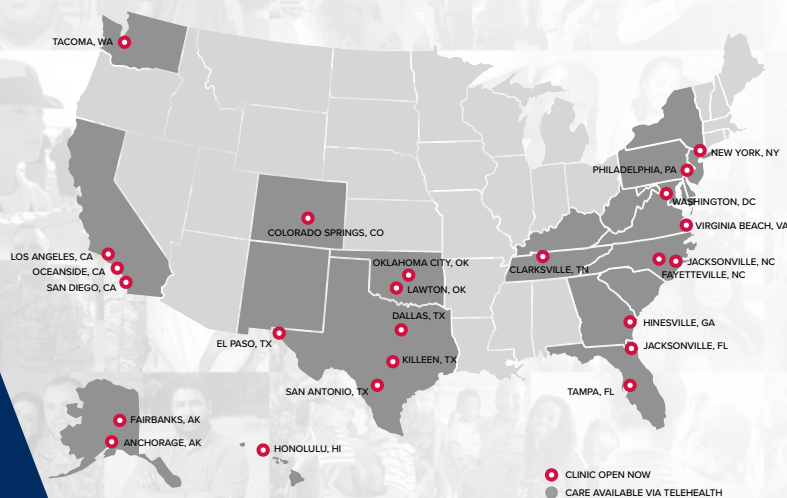 TACOMA, WA
NEW YORK, NY
PHILADELPHIA, PA
WASHINGTON, DC
VIRGINIA BEACH, VA
COLORADO SPRINGS, CO
LOS ANGELES, CA
OCEANSIDE, CA
SAN DIEGO, CA
OKLAHOMA CITY, OK
LAWTON, OK
CLARKSVILLE, TN
JACKSONVILLE, NC
FAYETTEVILLE, NC
DALLAS, TX
HINESVILLE, GA
EL PASO, TX
JACKSONVILLE, FL
KILLEEN, TX
SAN ANTONIO, TX
TAMPA, FL
FAIRBANKS, AK
ANCHORAGE, AK
HONOLULU, HI
CLINIC OPEN NOW
CARE AVAILABLE VIA TELEHEALTH